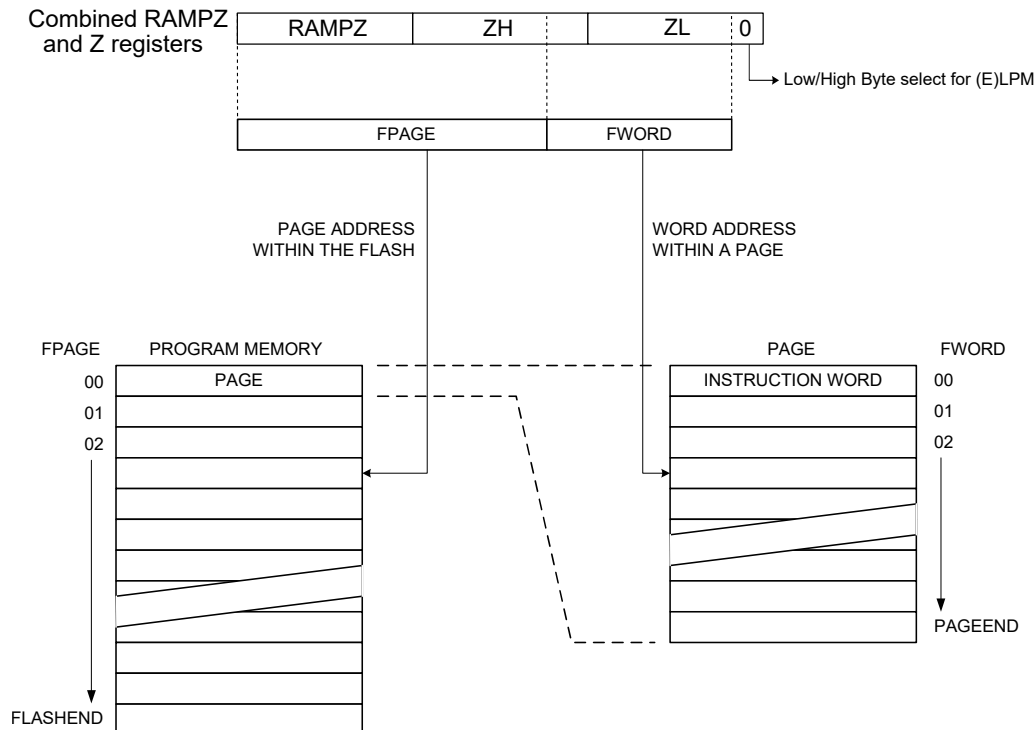 Combined RAMPZ
and Z registers
RAMPZ ZH ZL 0
Low/High Byte select for (E)LPM
FPAGE FWORD
PAGE ADDRESS
WITHIN THE FLASH
WORD ADDRESS
WITHIN A PAGE
FPAGE PROGRAM MEMORY
00 PAGE
01
02
FLASHEND
PAGE FWORD
INSTRUCTION WORD 00
01
02
PAGEEND